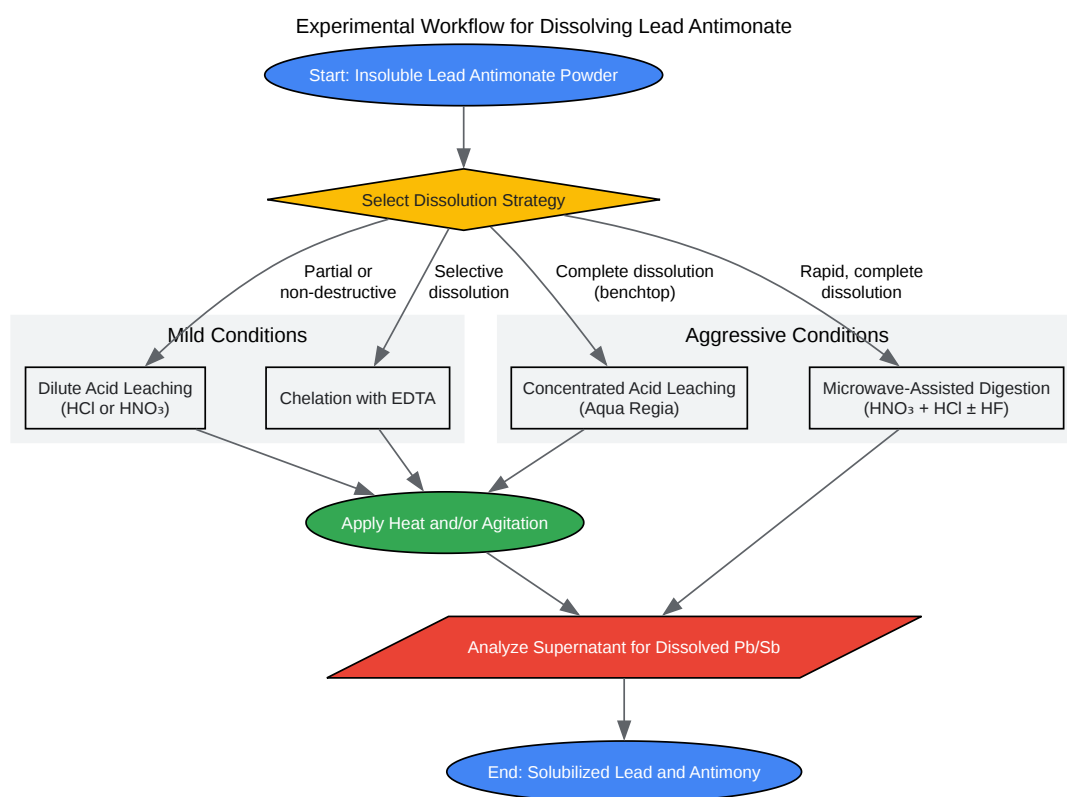 Experimental Workflow for Dissolving Lead Antimonate
Start: Insoluble Lead Antimonate Powder
Select Dissolution Strategy
Partial or
non-destructive
Selective
dissolution
Complete dissolution
(benchtop)
Rapid, complete
dissolution
Mild Conditions
Aggressive Conditions
Dilute Acid Leaching
(HCl or HNO₃)
Chelation with EDTA
Concentrated Acid Leaching
(Aqua Regia)
Microwave-Assisted Digestion
(HNO₃ + HCl ± HF)
Apply Heat and/or Agitation
Analyze Supernatant for Dissolved Pb/Sb
End: Solubilized Lead and Antimony